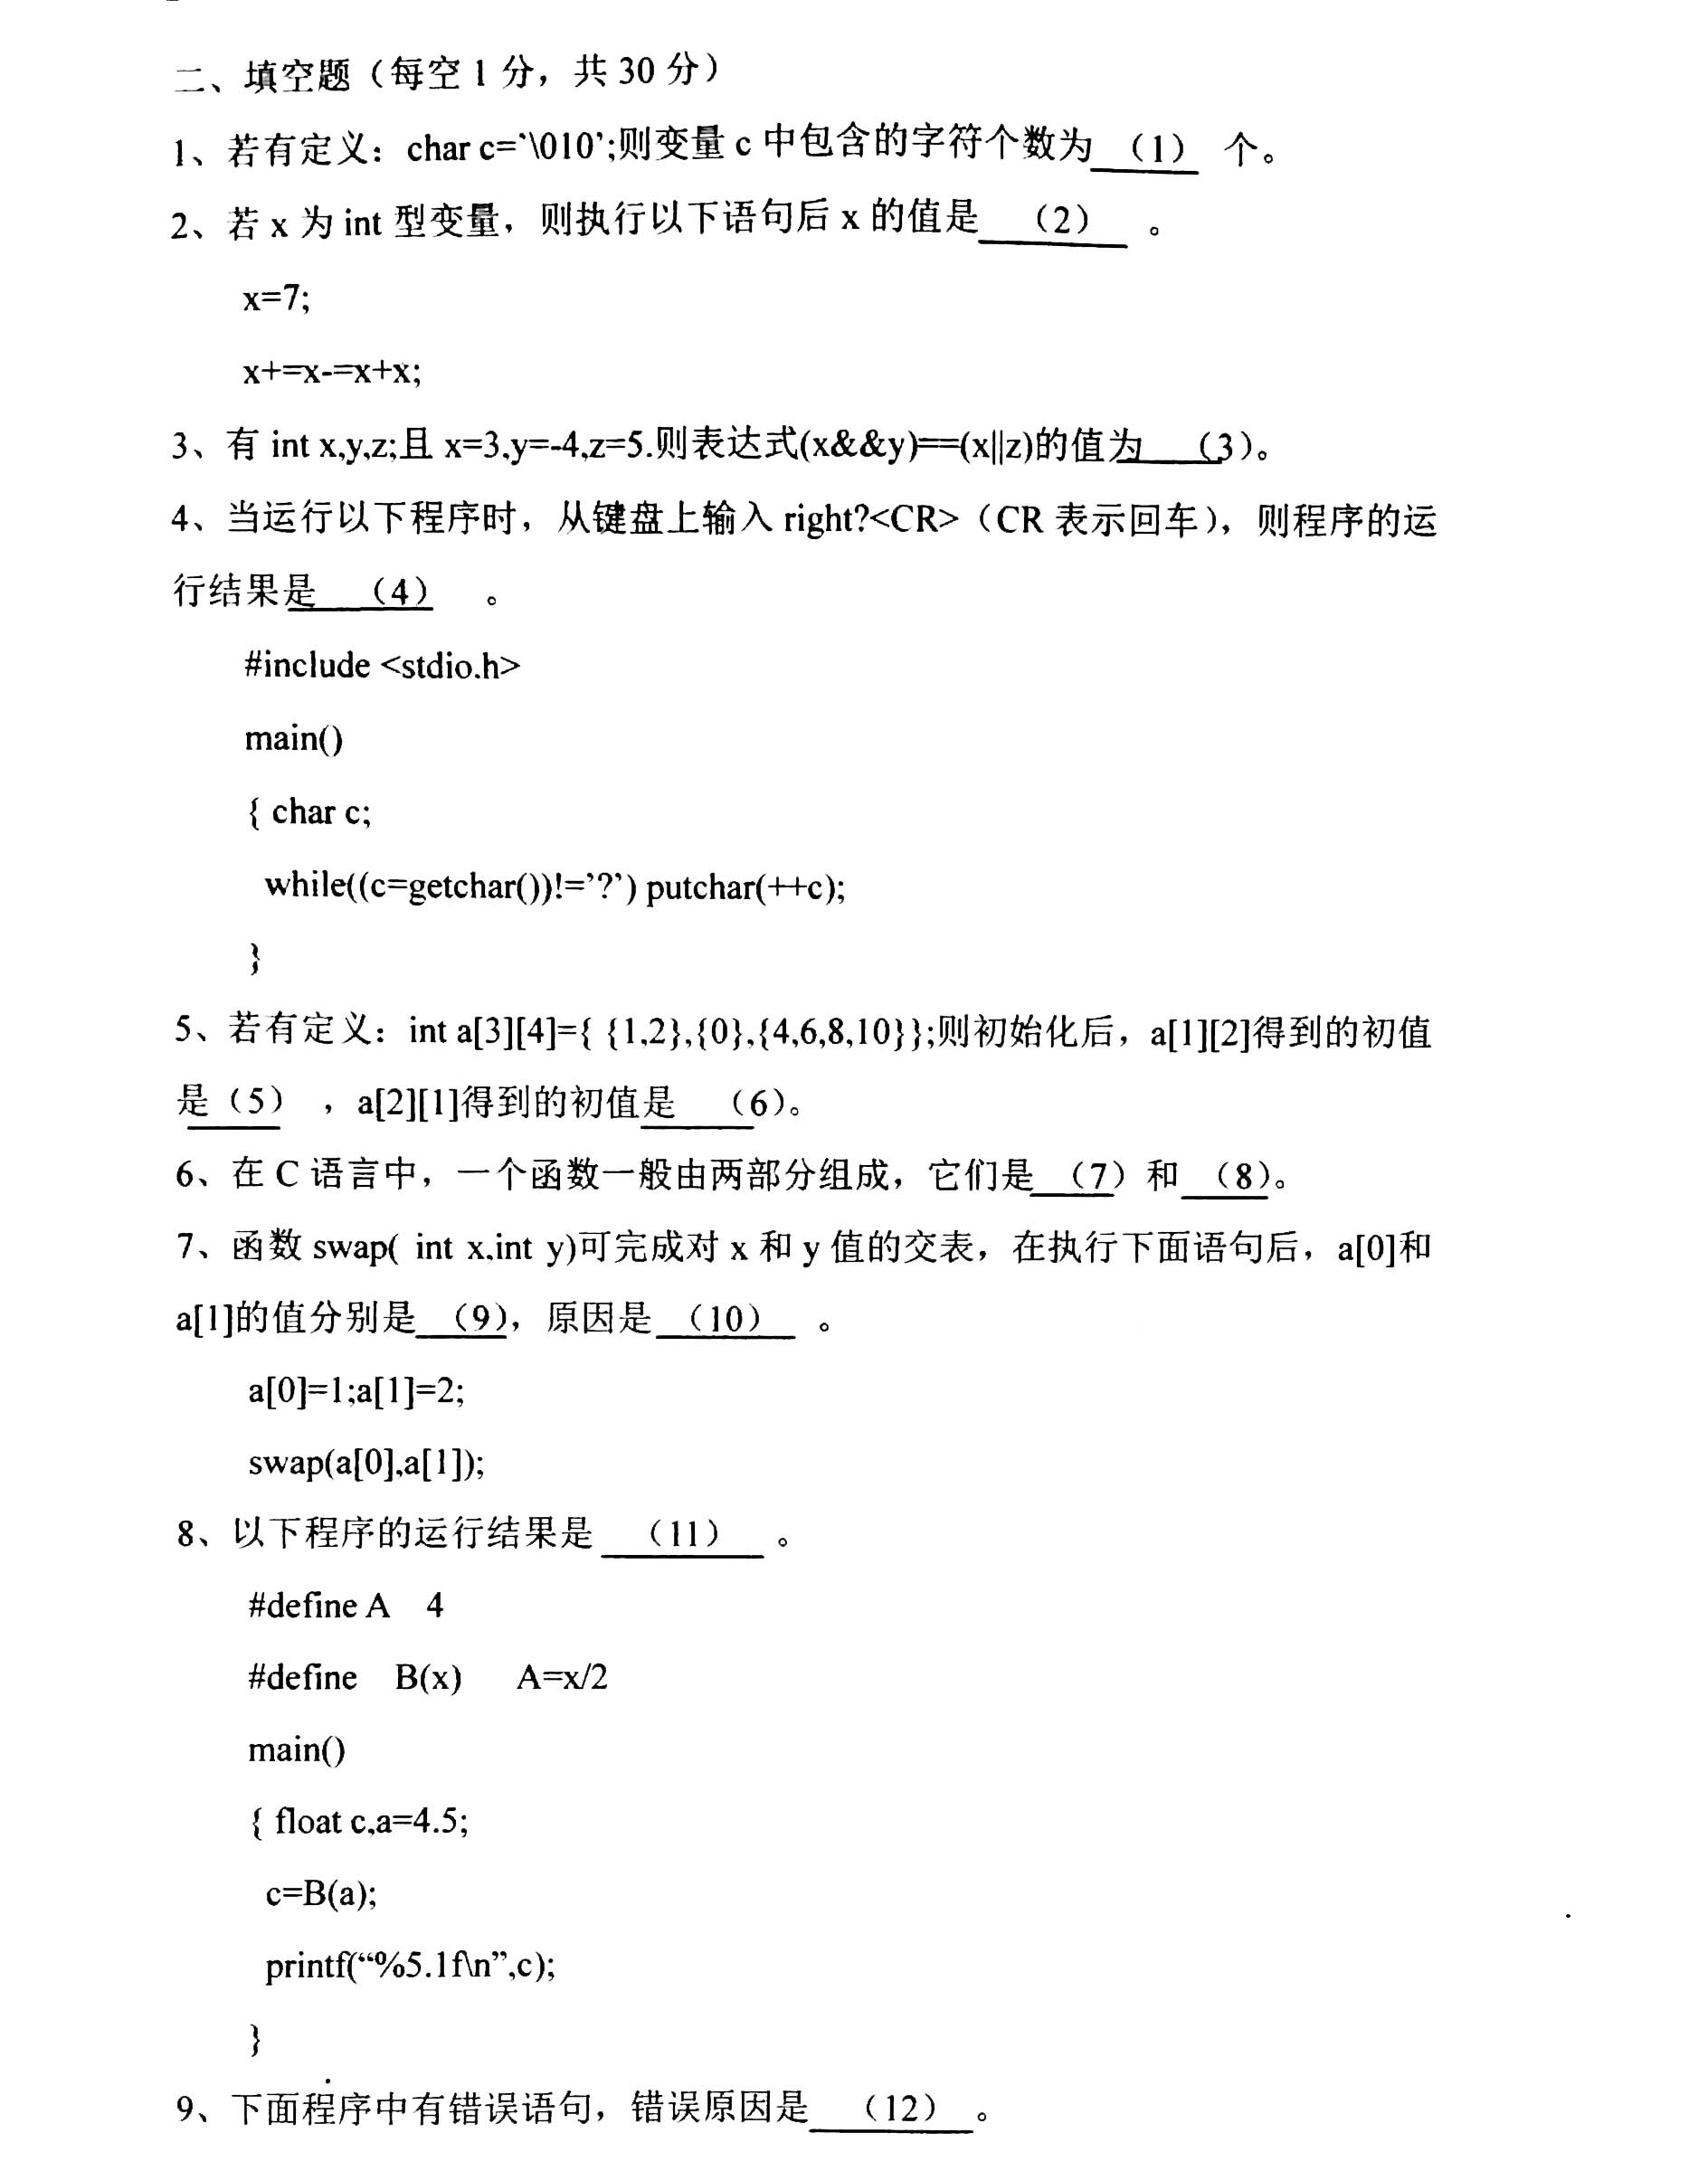 二、填空题（每空 1 分，共 30 分）
1、若有定义：char c='\010';则变量 c 中包含的字符个数为 （1） 个。
2、若 x 为 int 型变量，则执行以下语句后 x 的值是 （2） 。
x=7;
x+=x-=x+x;
3、有 int x,y,z;且 x=3,y=-4,z=5.则表达式(x&&y)==(x||z)的值为 （3）。
4、当运行以下程序时，从键盘上输入 right?<CR>（CR 表示回车），则程序的运
行结果是 （4） 。
#include <stdio.h>
main()
{ char c;
while((c=getchar())!='?') putchar(++c);
}
5、若有定义：int a[3][4]={ {1,2},{0},{4,6,8,10}};则初始化后，a[1][2]得到的初值
是（5） ，a[2][1]得到的初值是 （6）。
6、在 C 语言中，一个函数一般由两部分组成，它们是 （7）和 （8）。
7、函数 swap( int x,int y)可完成对 x 和 y 值的交表，在执行下面语句后，a[0]和
a[1]的值分别是 （9），原因是 （10） 。
a[0]=1;a[1]=2;
swap(a[0],a[1]);
8、以下程序的运行结果是 （11） 。
#define A 4
#define B(x) A=x/2
main()
{ float c,a=4.5;
c=B(a);
printf(“%5.1f\n”,c);
}
9、下面程序中有错误语句，错误原因是 （12） 。